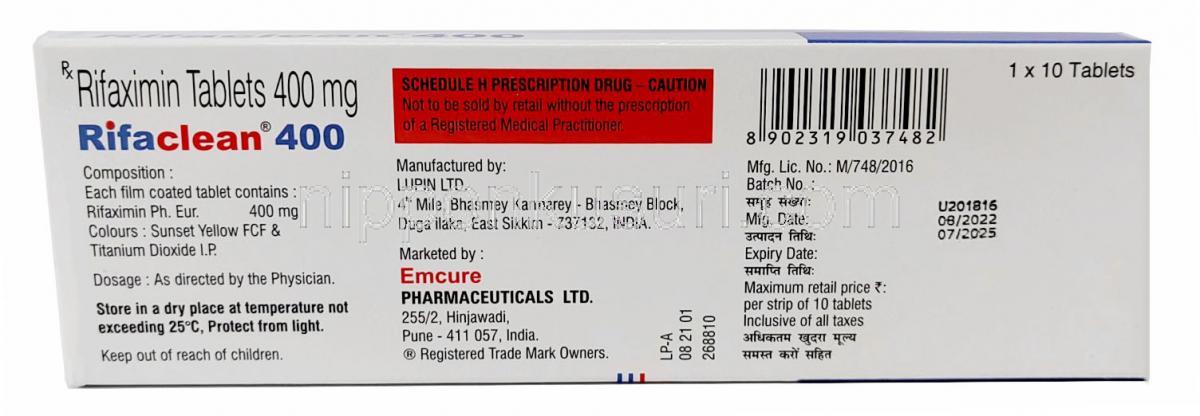 Rifaclean 400
Rx Rifaximin Tablets 400 mg
Rifaclean® 400
Composition :
Each film coated tablet contains :
Rifaximin Ph. Eur. 400 mg
Colours : Sunset Yellow FCF &
Titanium Dioxide I.P.
Dosage : As directed by the Physician.
Store in a dry place at temperature not
exceeding 25°C, Protect from light.
Keep out of reach of children.
SCHEDULE H PRESCRIPTION DRUG – CAUTION
Not to be sold by retail without the prescription
of a Registered Medical Practitioner.
Manufactured by:
LUPIN LTD.
4th Mile, Bhasmey Kamarey - Bhasmey Block,
Duga Ilaka, East Sikkim - 737132, INDIA.
Marketed by :
Emcure
PHARMACEUTICALS LTD.
255/2, Hinjawadi,
Pune - 411 057, India.
® Registered Trade Mark Owners.
LP-A
08 21 01
268810
8 902319 037482
1 x 10 Tablets
Mfg. Lic. No.: M/748/2016
Batch No. :
समूह संख्या:
U201816
Mfg. Date:
08/2022
उत्पादन तिथि:
07/2025
Expiry Date:
समाप्ति तिथि:
Maximum retail price ₹:
per strip of 10 tablets
Inclusive of all taxes
अधिकतम खुदरा मूल्य
समस्त करों सहित
nipponkusuri.com